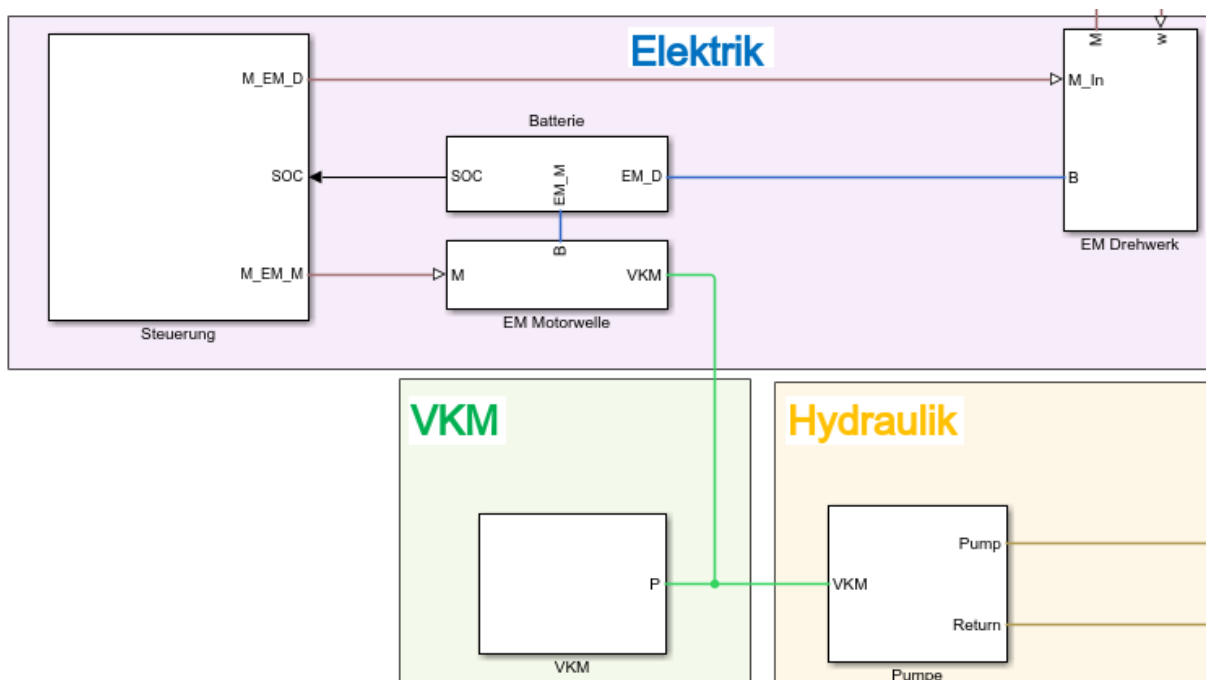 M
w
Elektrik
M_EM_D
M_In
Batterie
SOC
SOC
EM_M
EM_D
B
EM Drehwerk
B
M_EM_M
M
VKM
EM Motorwelle
Steuerung
VKM
Hydraulik
Pump
P
VKM
Return
VKM
Pumpe